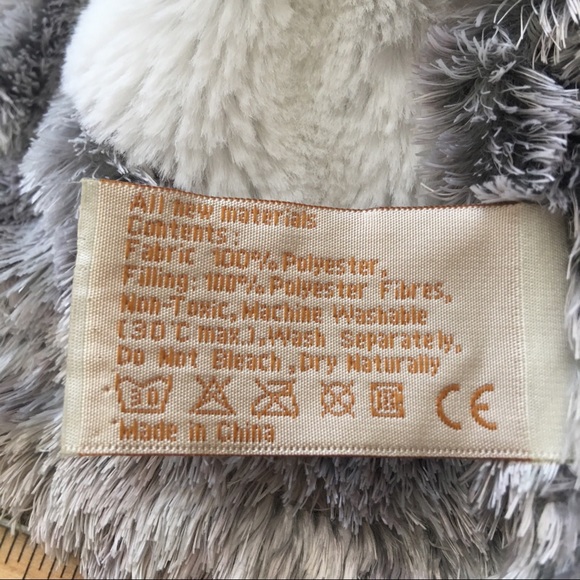 All new materials
Contents:
Fabric 100% Polyester,
Filling:100% Polyester Fibres,
Non-Toxic, Machine Washable
(30°C max.),Wash Separately,
Do Not Bleach,Dry Naturally
30 CE
Made in China